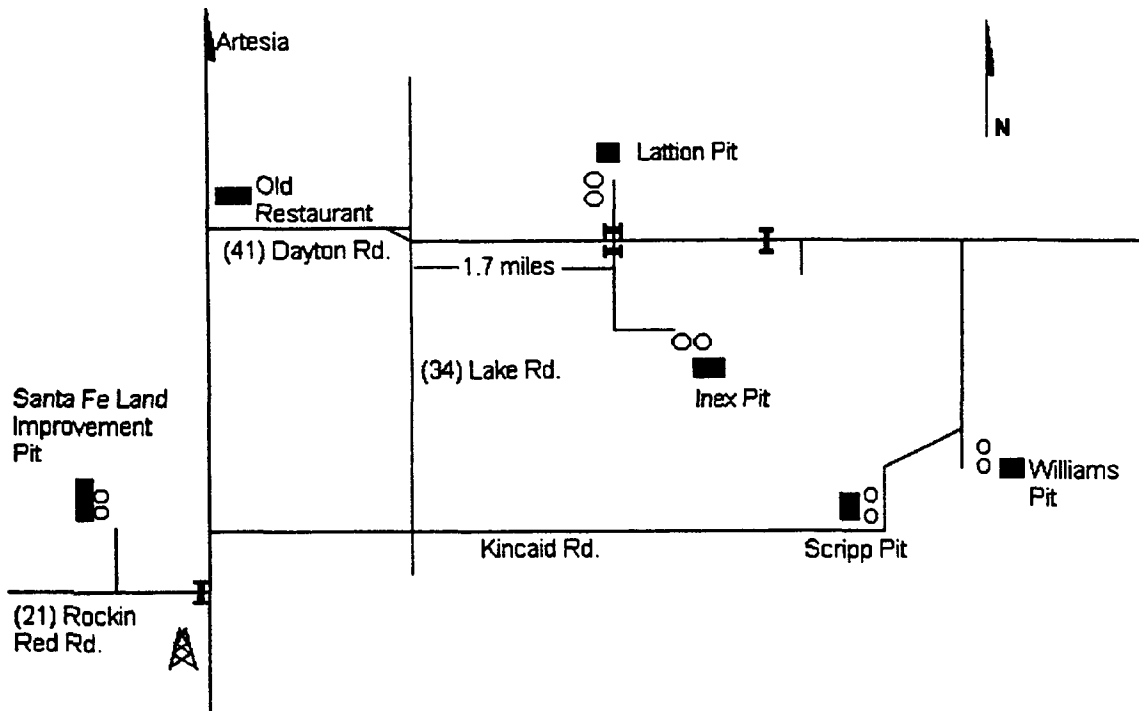 Artesia
N
Lattion Pit
Old
Restaurant
(41) Dayton Rd.
1.7 miles
(34) Lake Rd.
Inex Pit
Santa Fe Land
Improvement
Pit
Williams
Pit
Kincaid Rd.
Scripp Pit
(21) Rockin
Red Rd.